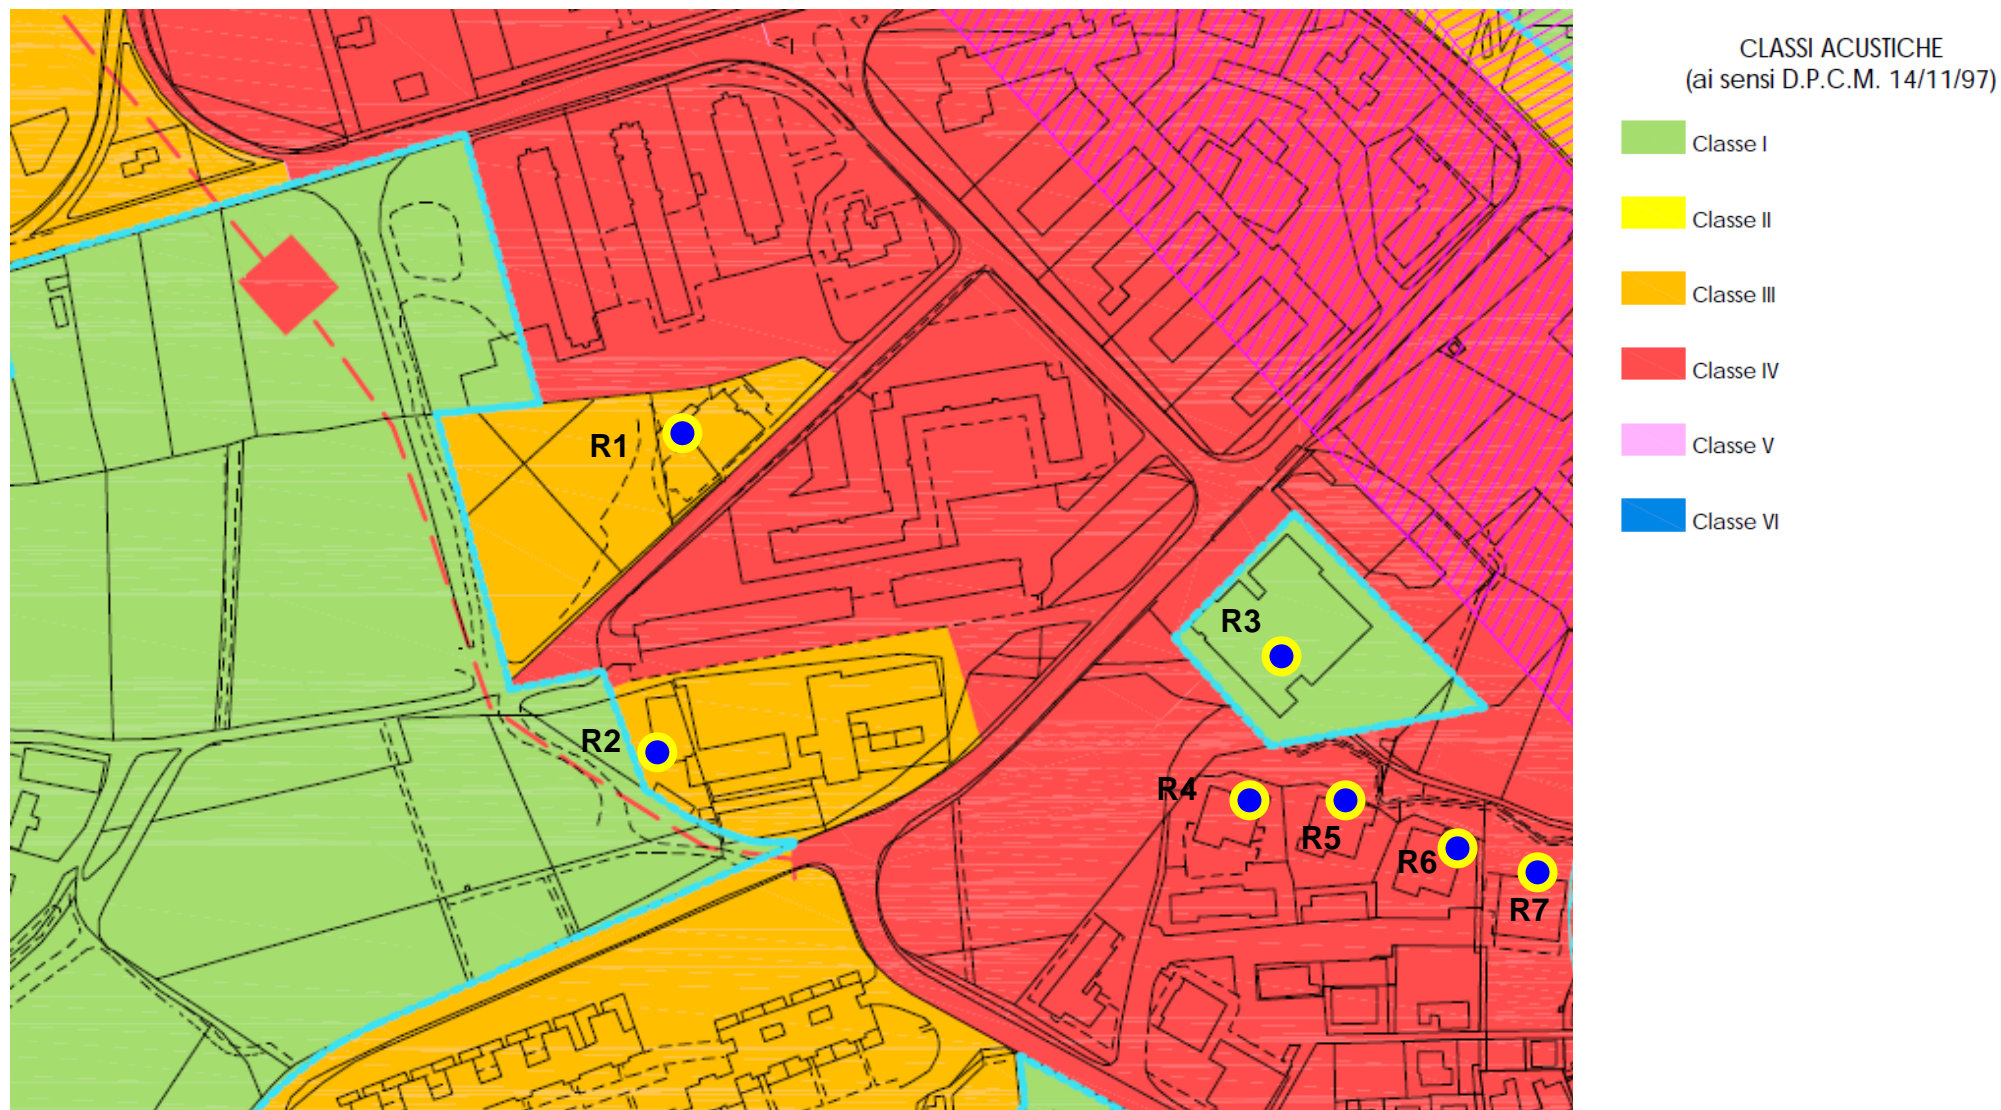 CLASSI ACUSTICHE
(ai sensi D.P.C.M. 14/11/97)
Classe I
Classe II
Classe III
Classe IV
Classe V
Classe VI
R1
R2
R3
R4
R5
R6
R7